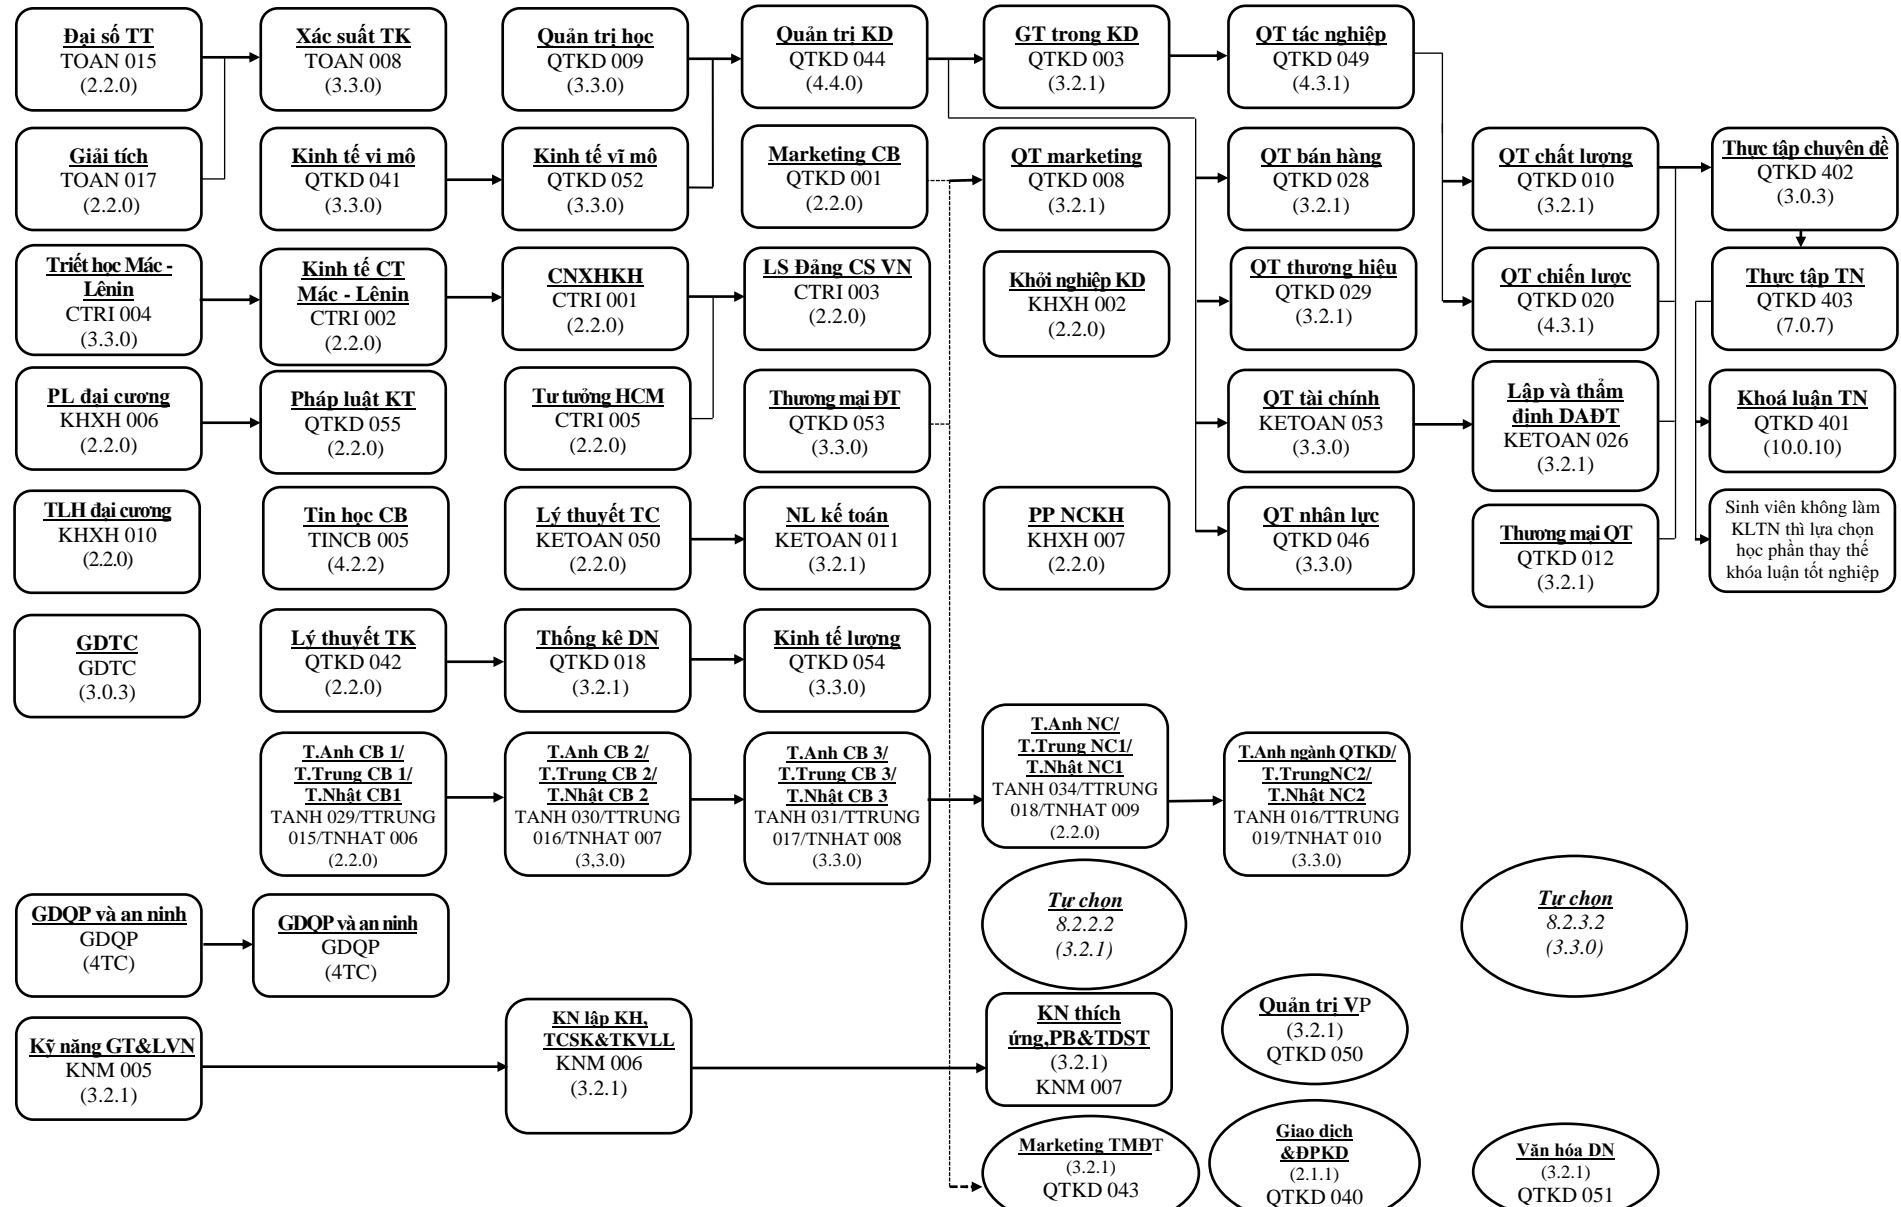 Đại số TT
TOAN 015
(2.2.0)
Xác suất TK
TOAN 008
(3.3.0)
Quản trị học
QTKD 009
(3.3.0)
Quản trị KD
QTKD 044
(4.4.0)
GT trong KD
QTKD 003
(3.2.1)
QT tác nghiệp
QTKD 049
(4.3.1)
Giải tích
TOAN 017
(2.2.0)
Kinh tế vi mô
QTKD 041
(3.3.0)
Kinh tế vĩ mô
QTKD 052
(3.3.0)
Marketing CB
QTKD 001
(2.2.0)
QT marketing
QTKD 008
(3.2.1)
QT bán hàng
QTKD 028
(3.2.1)
QT chất lượng
QTKD 010
(3.2.1)
Thực tập chuyên đề
QTKD 402
(3.0.3)
Triết học Mác -
Lênin
CTRI 004
(3.3.0)
Kinh tế CT
Mác - Lênin
CTRI 002
(2.2.0)
CNXHKH
CTRI 001
(2.2.0)
LS Đảng CS VN
CTRI 003
(2.2.0)
Khởi nghiệp KD
KHXH 002
(2.2.0)
QT thương hiệu
QTKD 029
(3.2.1)
QT chiến lược
QTKD 020
(4.3.1)
Thực tập TN
QTKD 403
(7.0.7)
PL đại cương
KHXH 006
(2.2.0)
Pháp luật KT
QTKD 055
(2.2.0)
Tư tưởng HCM
CTRI 005
(2.2.0)
Thương mại ĐT
QTKD 053
(3.3.0)
QT tài chính
KETOAN 053
(3.3.0)
Lập và thẩm
định DAĐT
KETOAN 026
(3.2.1)
Khoá luận TN
QTKD 401
(10.0.10)
TLH đại cương
KHXH 010
(2.2.0)
Tin học CB
TINCB 005
(4.2.2)
Lý thuyết TC
KETOAN 050
(2.2.0)
NL kế toán
KETOAN 011
(3.2.1)
PP NCKH
KHXH 007
(2.2.0)
QT nhân lực
QTKD 046
(3.3.0)
Thương mại QT
QTKD 012
(3.2.1)
Sinh viên không làm
KLTN thì lựa chọn
học phần thay thế
khóa luận tốt nghiệp
GDTC
GDTC
(3.0.3)
Lý thuyết TK
QTKD 042
(2.2.0)
Thống kê DN
QTKD 018
(3.2.1)
Kinh tế lượng
QTKD 054
(3.3.0)
T.Anh CB 1/
T.Trung CB 1/
T.Nhật CB1
TANH 029/TTRUNG
015/TNHAT 006
(2.2.0)
T.Anh CB 2/
T.Trung CB 2/
T.Nhật CB 2
TANH 030/TTRUNG
016/TNHAT 007
(3,3.0)
T.Anh CB 3/
T.Trung CB 3/
T.Nhật CB 3
TANH 031/TTRUNG
017/TNHAT 008
(3.3.0)
T.Anh NC/
T.Trung NC1/
T.Nhật NC1
TANH 034/TTRUNG
018/TNHAT 009
(2.2.0)
T.Anh ngành QTKD/
T.TrungNC2/
T.Nhật NC2
TANH 016/TTRUNG
019/TNHAT 010
(3.3.0)
GDQP và an ninh
GDQP
(4TC)
GDQP và an ninh
GDQP
(4TC)
Tự chọn
8.2.2.2
(3.2.1)
Tự chọn
8.2.3.2
(3.3.0)
Kỹ năng GT&LVN
KNM 005
(3.2.1)
KN lập KH,
TCSK&TKVLL
KNM 006
(3.2.1)
KN thích
ứng,PB&TDST
(3.2.1)
KNM 007
Quản trị VP
(3.2.1)
QTKD 050
Marketing TMĐT
(3.2.1)
QTKD 043
Giao dịch
&ĐPKD
(2.1.1)
QTKD 040
Văn hóa DN
(3.2.1)
QTKD 051